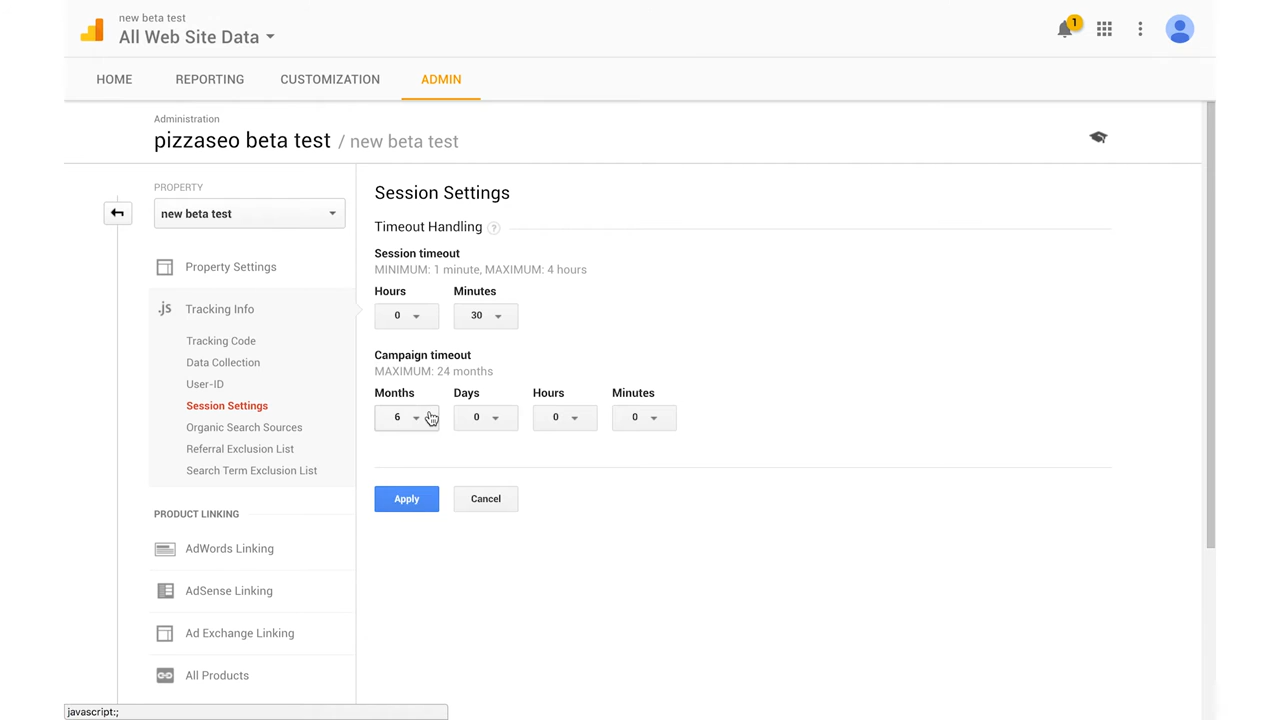 new beta test
All Web Site Data
1
HOME REPORTING CUSTOMIZATION ADMIN
Administration
pizzaseo beta test / new beta test
PROPERTY
new beta test
Property Settings
.js Tracking Info
Tracking Code
Data Collection
User-ID
Session Settings
Organic Search Sources
Referral Exclusion List
Search Term Exclusion List
PRODUCT LINKING
AdWords Linking
AdSense Linking
Ad Exchange Linking
All Products
Session Settings
Timeout Handling ?
Session timeout
MINIMUM: 1 minute, MAXIMUM: 4 hours
Hours Minutes
0 30
Campaign timeout
MAXIMUM: 24 months
Months Days Hours Minutes
6 0 0 0
Apply Cancel
javascript:;